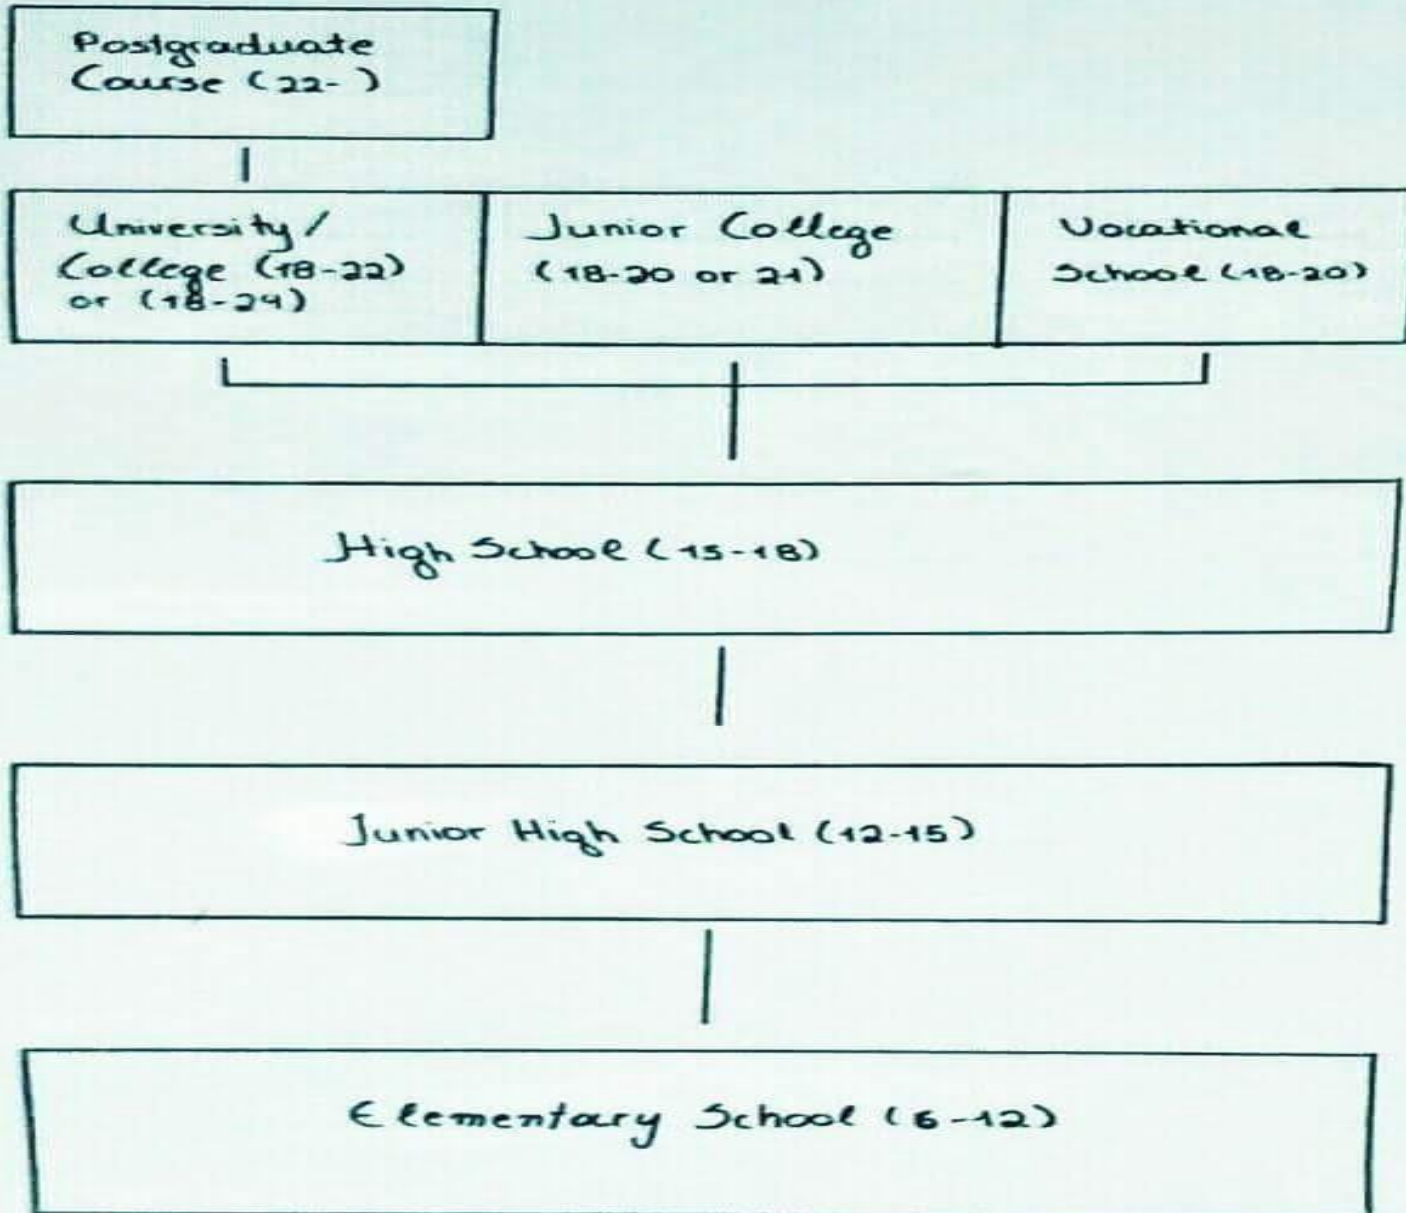 Postgraduate
Course (22- )
University/
College (18-22)
or (18-24)
Junior College
(18-20 or 21)
Vocational
School (18-20)
High School (15-18)
Junior High School (12-15)
Elementary School (6-12)